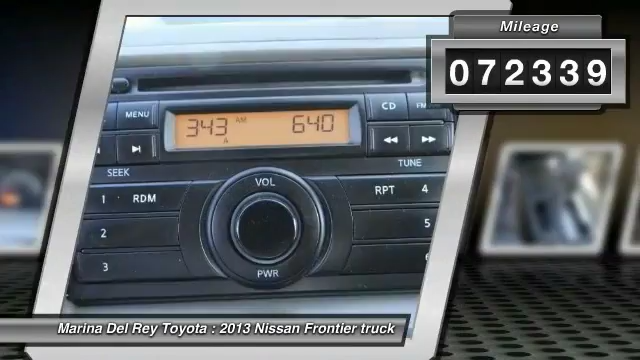 Mileage
072339
MENU
343 AM 640
A
CD
FM
SEEK
TUNE
VOL
1 RDM
RPT 4
2
5
3
PWR
Marina Del Rey Toyota : 2013 Nissan Frontier truck